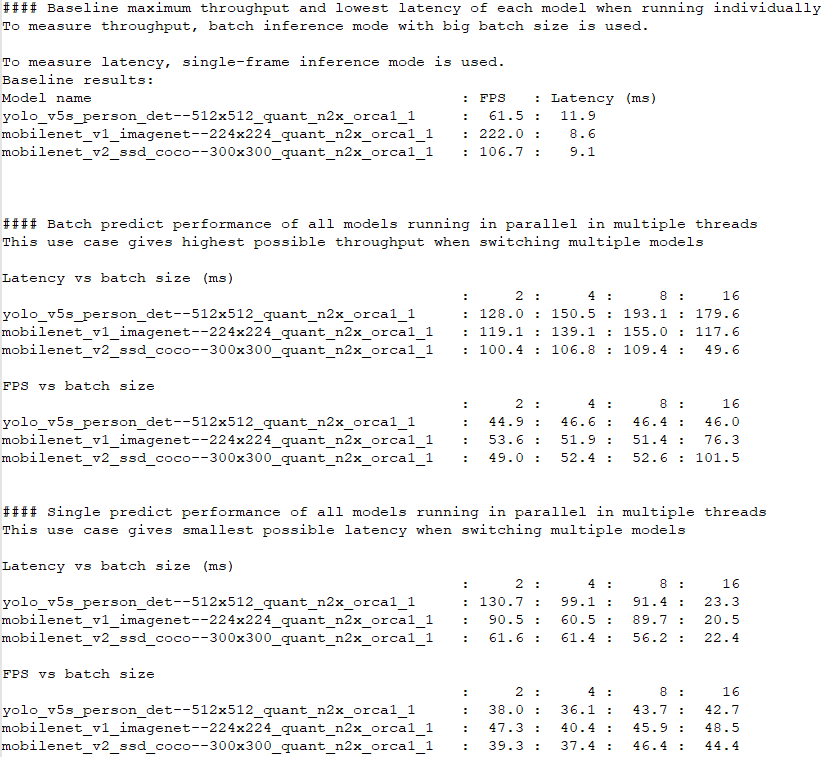 #### Baseline maximum throughput and lowest latency of each model when running individually
To measure throughput, batch inference mode with big batch size is used.
To measure latency, single-frame inference mode is used.
Baseline results:
Model name                                         : FPS   : Latency (ms)
yolo_v5s_person_det--512x512_quant_n2x_orca1_1     :  61.5 :  11.9
mobilenet_v1_imagenet--224x224_quant_n2x_orca1_1   : 222.0 :   8.6
mobilenet_v2_ssd_coco--300x300_quant_n2x_orca1_1   : 106.7 :   9.1
#### Batch predict performance of all models running in parallel in multiple threads
This use case gives highest possible throughput when switching multiple models
Latency vs batch size (ms)
                                                   :     2 :     4 :     8 :    16
yolo_v5s_person_det--512x512_quant_n2x_orca1_1     : 128.0 : 150.5 : 193.1 : 179.6
mobilenet_v1_imagenet--224x224_quant_n2x_orca1_1   : 119.1 : 139.1 : 155.0 : 117.6
mobilenet_v2_ssd_coco--300x300_quant_n2x_orca1_1   : 100.4 : 106.8 : 109.4 :  49.6
FPS vs batch size
                                                   :     2 :     4 :     8 :    16
yolo_v5s_person_det--512x512_quant_n2x_orca1_1     :  44.9 :  46.6 :  46.4 :  46.0
mobilenet_v1_imagenet--224x224_quant_n2x_orca1_1   :  53.6 :  51.9 :  51.4 :  76.3
mobilenet_v2_ssd_coco--300x300_quant_n2x_orca1_1   :  49.0 :  52.4 :  52.6 : 101.5
#### Single predict performance of all models running in parallel in multiple threads
This use case gives smallest possible latency when switching multiple models
Latency vs batch size (ms)
                                                   :     2 :     4 :     8 :    16
yolo_v5s_person_det--512x512_quant_n2x_orca1_1     : 130.7 :  99.1 :  91.4 :  23.3
mobilenet_v1_imagenet--224x224_quant_n2x_orca1_1   :  90.5 :  60.5 :  89.7 :  20.5
mobilenet_v2_ssd_coco--300x300_quant_n2x_orca1_1   :  61.6 :  61.4 :  56.2 :  22.4
FPS vs batch size
                                                   :     2 :     4 :     8 :    16
yolo_v5s_person_det--512x512_quant_n2x_orca1_1     :  38.0 :  36.1 :  43.7 :  42.7
mobilenet_v1_imagenet--224x224_quant_n2x_orca1_1   :  47.3 :  40.4 :  45.9 :  48.5
mobilenet_v2_ssd_coco--300x300_quant_n2x_orca1_1   :  39.3 :  37.4 :  46.4 :  44.4